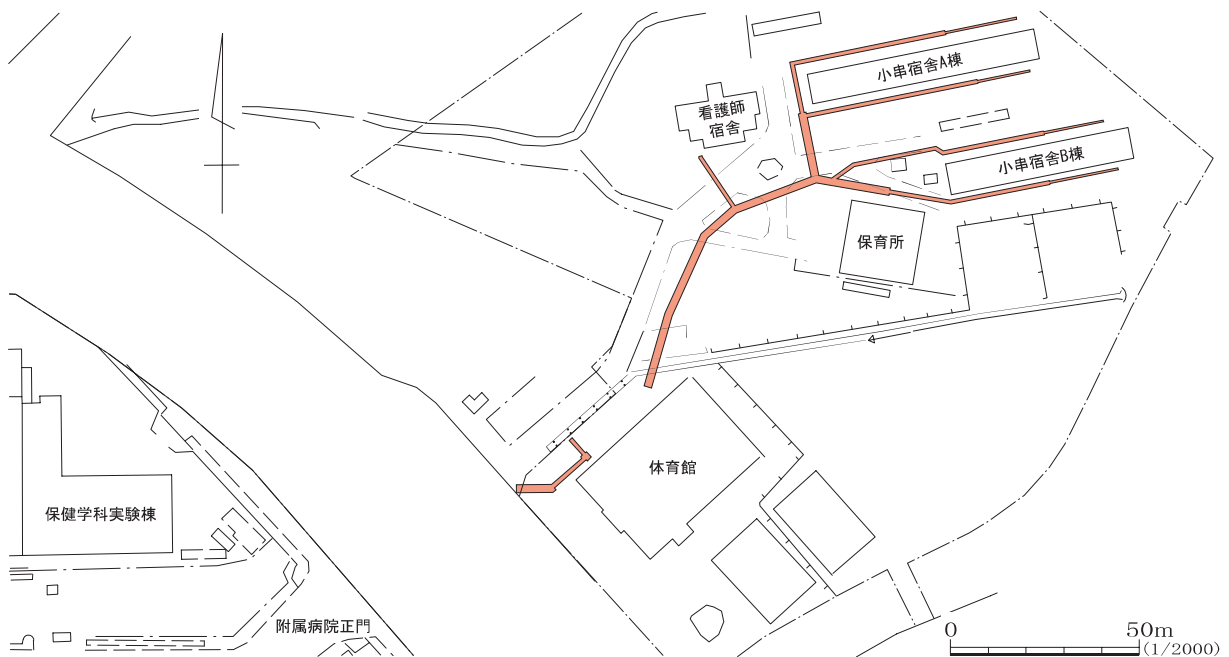 小串宿舎A棟
看護師
宿舎
小串宿舎B棟
保育所
体育館
保健学科実験棟
附属病院正門
0 50m
(1/2000)